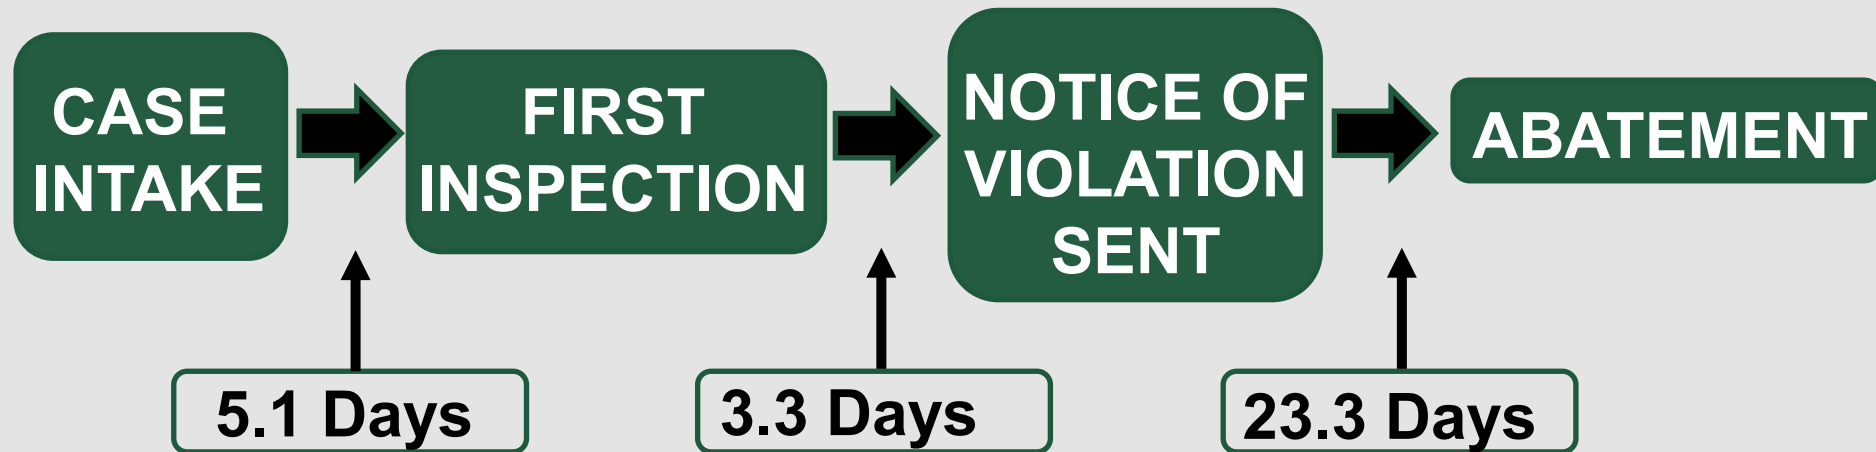 CASE
INTAKE
FIRST
INSPECTION
NOTICE OF
VIOLATION
SENT
ABATEMENT
5.1 Days
3.3 Days
23.3 Days